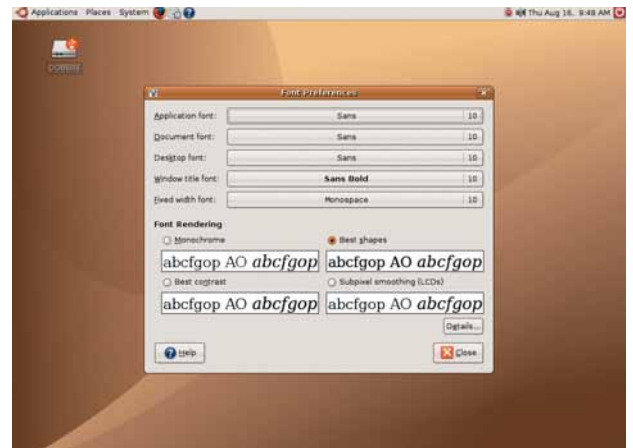 Applications Places System Thu Aug 16, 9:48 AM
Font Preferences
Application font: Sans 10
Document font: Sans 10
Desktop font: Sans 10
Window title font: Sans Bold 10
Fixed width font: Monospace 10
Font Rendering
Monochrome Best shapes
abcfgop AO abcfgop abcfgop AO abcfgop
Best contrast Subpixel smoothing (LCDs)
abcfgop AO abcfgop abcfgop AO abcfgop
Details...
Help Close